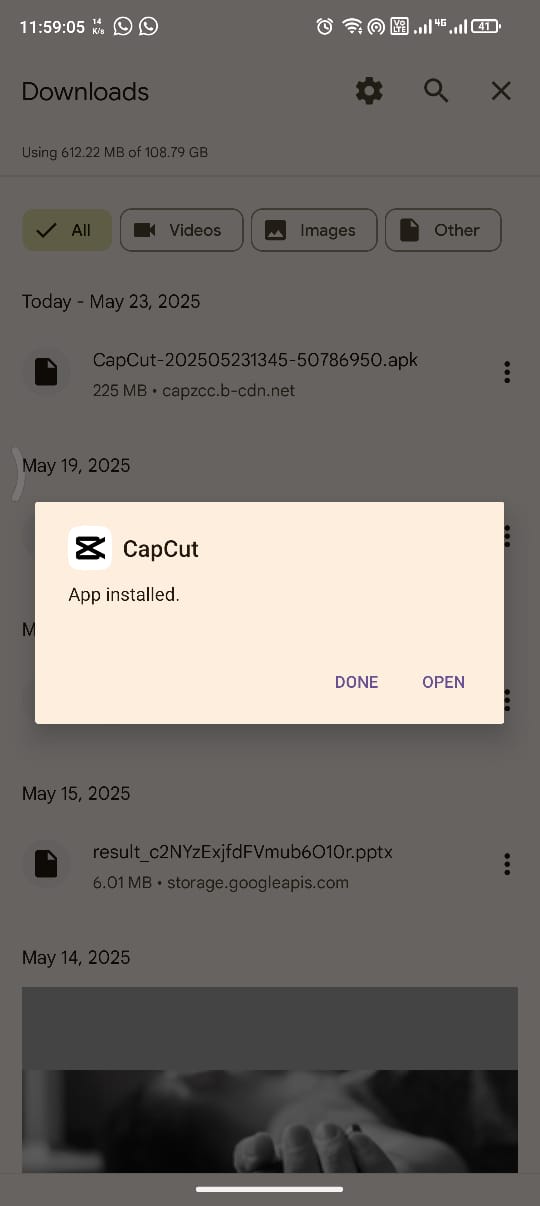 11:59:05 14 K/s VO LTE 4G 41
Downloads
Using 612.22 MB of 108.79 GB
All Videos Images Other
Today - May 23, 2025
CapCut-202505231345-50786950.apk
225 MB • capzcc.b-cdn.net
May 19, 2025
M
CapCut
App installed.
DONE OPEN
May 15, 2025
result_c2NYzExjfdFVmub6O10r.pptx
6.01 MB • storage.googleapis.com
May 14, 2025